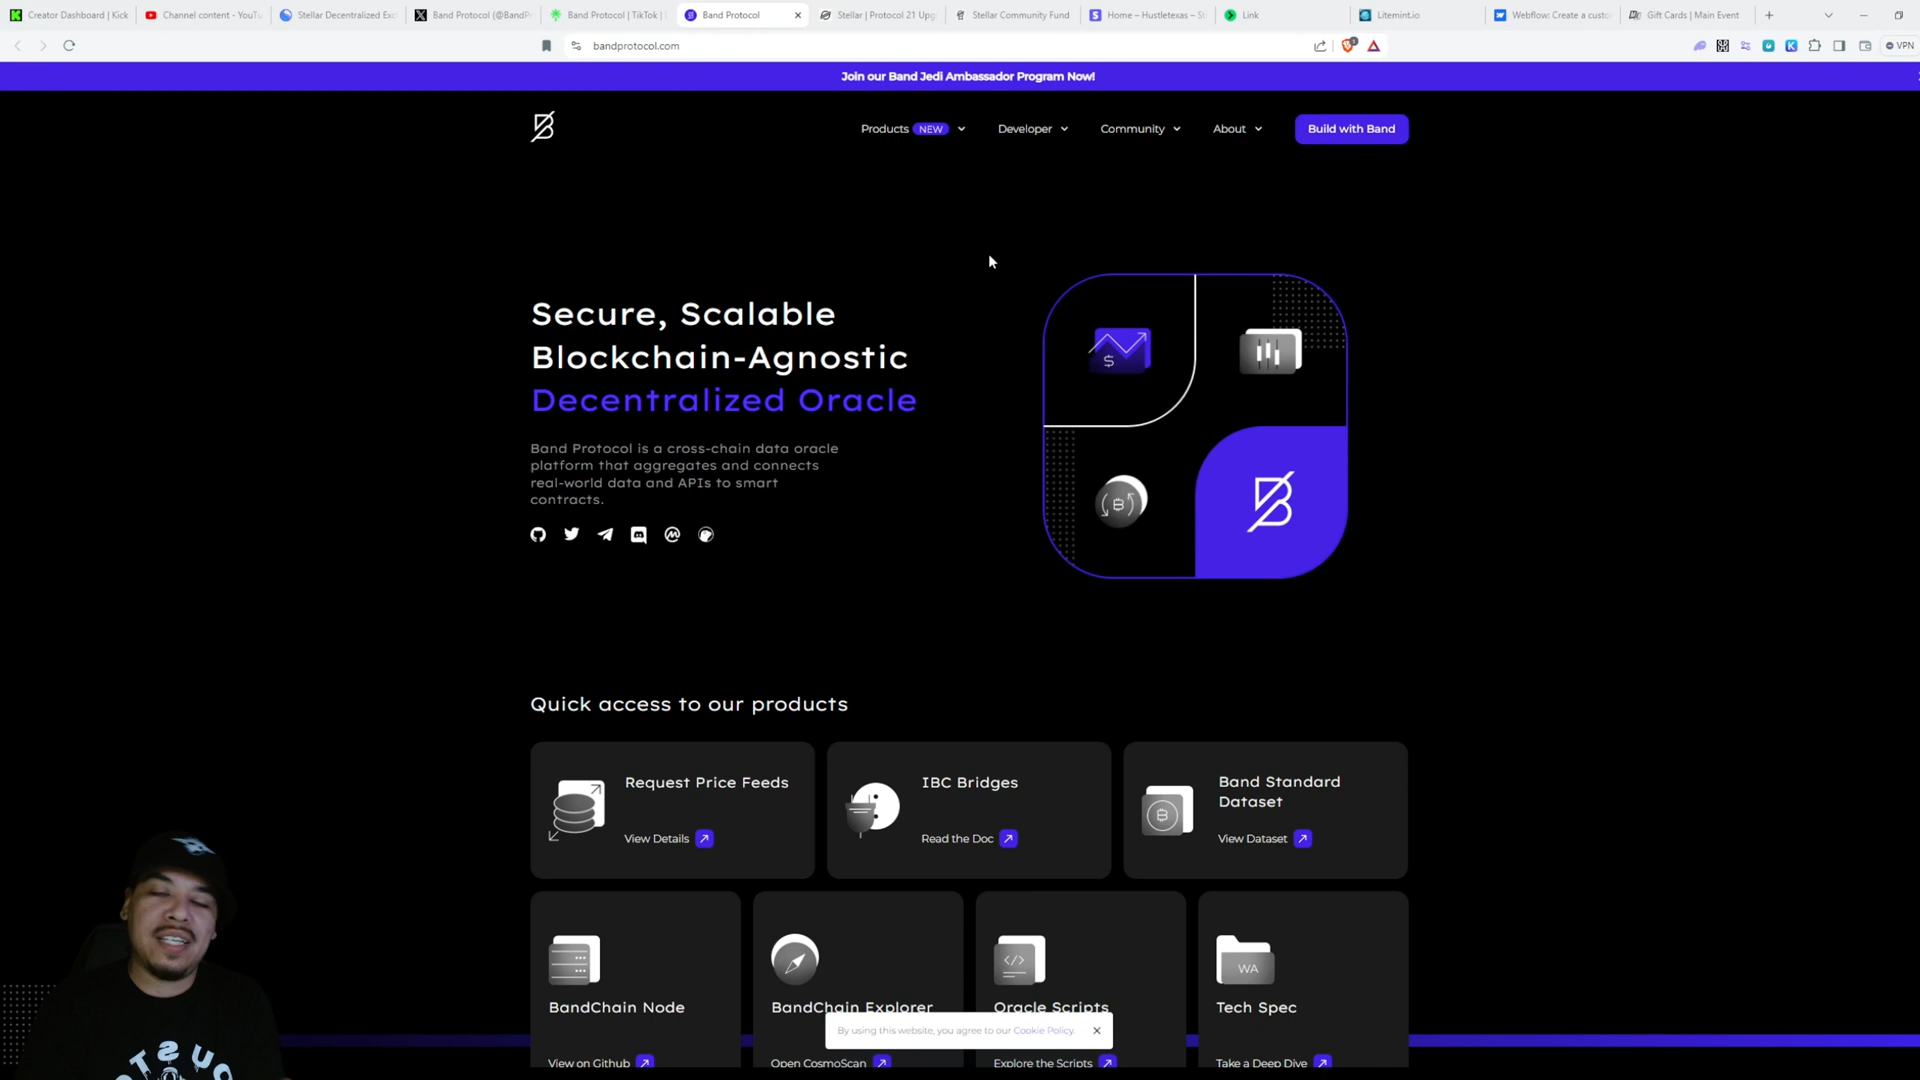 Creator Dashboard | Kick
Channel content - YouTu
Stellar Decentralized Exc
Band Protocol (@BandPr
Band Protocol | TikTok |
Band Protocol
Stellar | Protocol 21 Upg
Stellar Community Fund
Home – Hustletexas – St
Link
Litemint.io
Webflow: Create a custo
Gift Cards | Main Event
bandprotocol.com
VPN
Join our Band Jedi Ambassador Program Now!
Products NEW
Developer
Community
About
Build with Band
Secure, Scalable
Blockchain-Agnostic
Decentralized Oracle
Band Protocol is a cross-chain data oracle
platform that aggregates and connects
real-world data and APIs to smart
contracts.
Quick access to our products
Request Price Feeds
View Details
IBC Bridges
Read the Doc
Band Standard
Dataset
View Dataset
BandChain Node
View on Github
BandChain Explorer
Open CosmoScan
Oracle Scripts
Explore the Scripts
WA
Tech Spec
Take a Deep Dive
By using this website, you agree to our Cookie Policy.